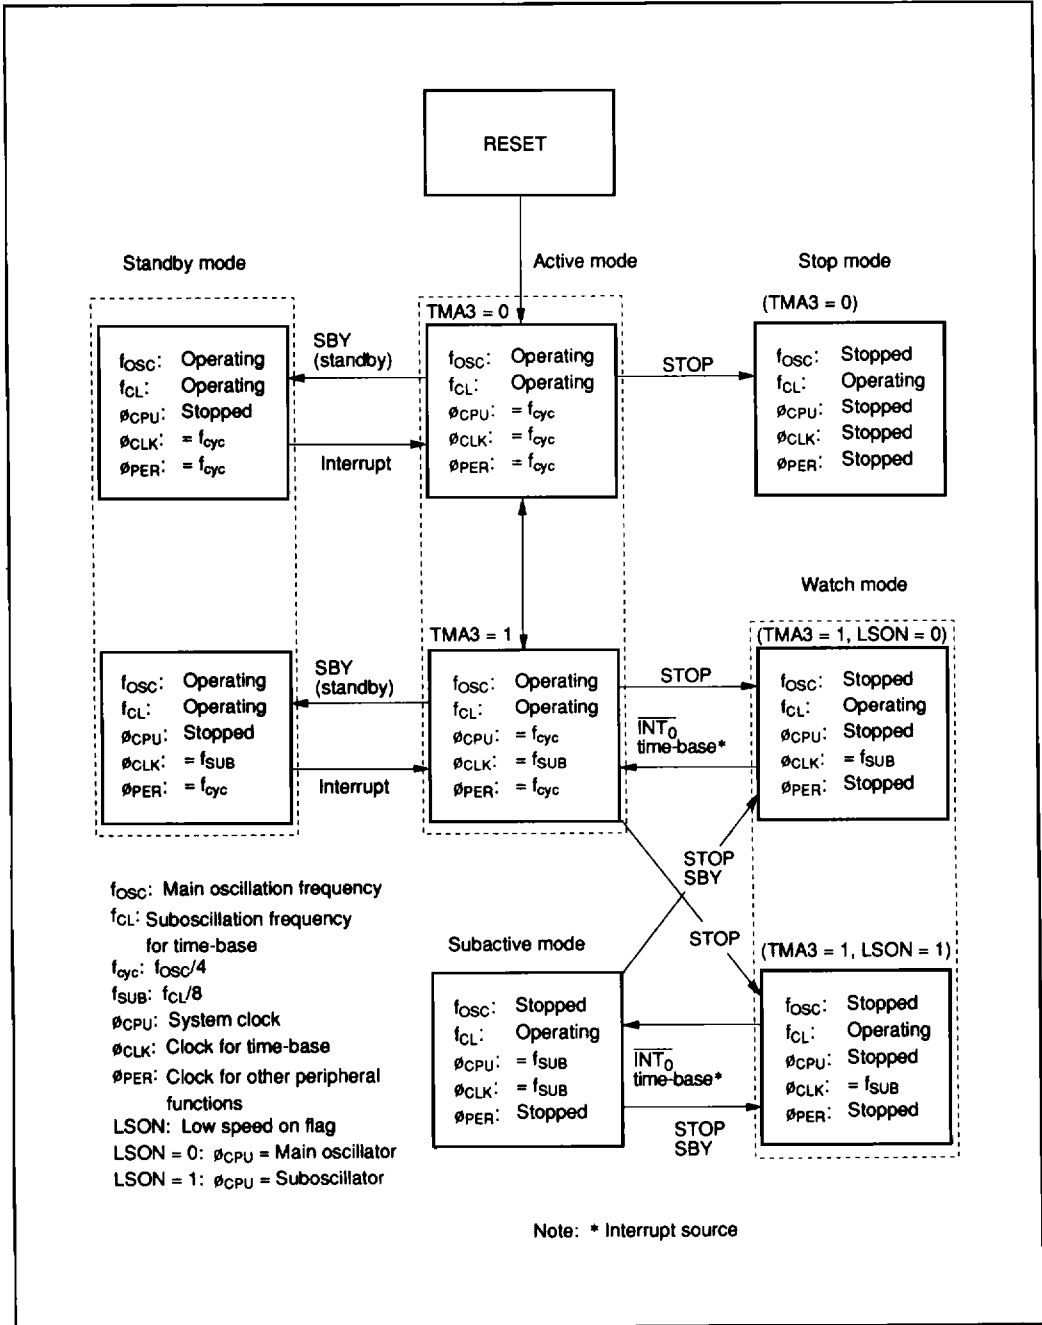 RESET
Standby mode
Active mode
Stop mode
TMA3 = 0
(TMA3 = 0)
fOSC: Operating
fCL: Operating
øCPU: Stopped
øCLK: = fcyc
øPER: = fcyc
SBY
(standby)
Interrupt
fOSC: Operating
fCL: Operating
øCPU: = fcyc
øCLK: = fcyc
øPER: = fcyc
STOP
fOSC: Stopped
fCL: Operating
øCPU: Stopped
øCLK: Stopped
øPER: Stopped
Watch mode
TMA3 = 1
(TMA3 = 1, LSON = 0)
fOSC: Operating
fCL: Operating
øCPU: Stopped
øCLK: = fSUB
øPER: = fcyc
SBY
(standby)
Interrupt
fOSC: Operating
fCL: Operating
øCPU: = fcyc
øCLK: = fSUB
øPER: = fcyc
STOP
INT0
time-base*
fOSC: Stopped
fCL: Operating
øCPU: Stopped
øCLK: = fSUB
øPER: Stopped
STOP
SBY
STOP
fOSC: Main oscillation frequency
fCL: Suboscillation frequency
for time-base
fcyc: fOSC/4
fSUB: fCL/8
øCPU: System clock
øCLK: Clock for time-base
øPER: Clock for other peripheral
functions
LSON: Low speed on flag
LSON = 0: øCPU = Main oscillator
LSON = 1: øCPU = Suboscillator
Subactive mode
(TMA3 = 1, LSON = 1)
fOSC: Stopped
fCL: Operating
øCPU: = fSUB
øCLK: = fSUB
øPER: Stopped
INT0
time-base*
STOP
SBY
fOSC: Stopped
fCL: Operating
øCPU: Stopped
øCLK: = fSUB
øPER: Stopped
Note: * Interrupt source